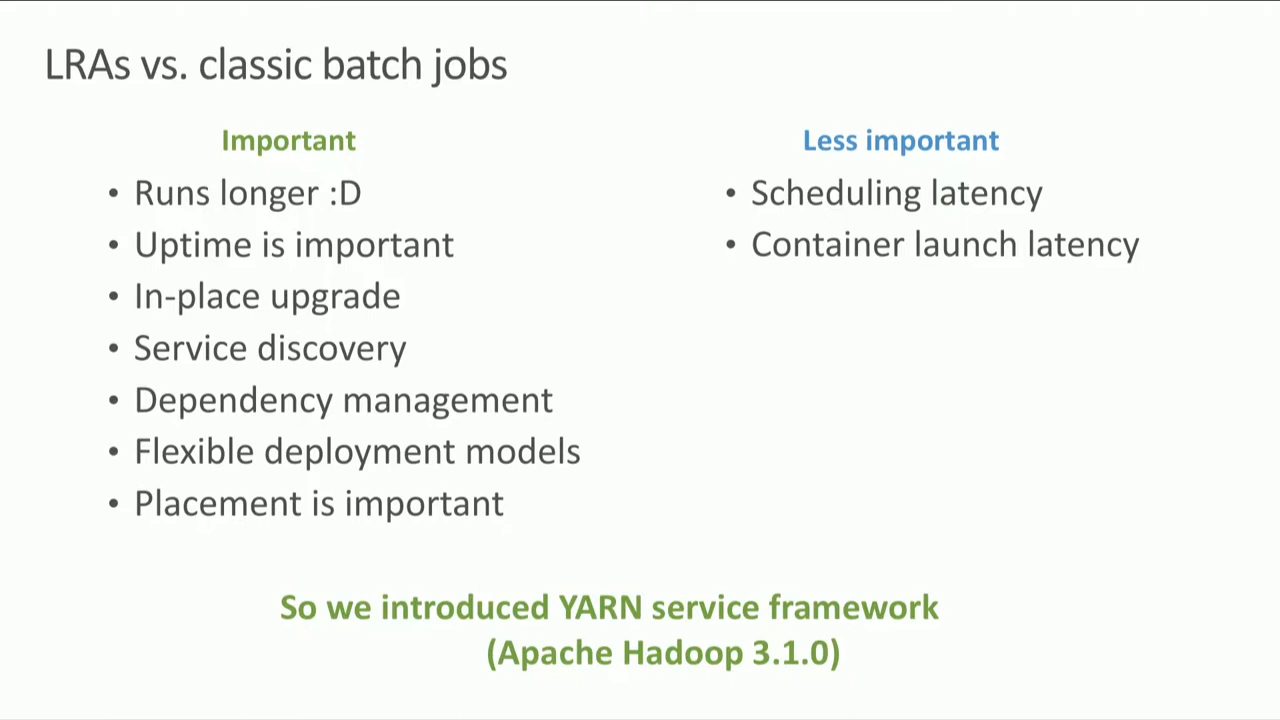 LRAs vs. classic batch jobs
Important
• Runs longer :D
• Uptime is important
• In-place upgrade
• Service discovery
• Dependency management
• Flexible deployment models
• Placement is important
Less important
• Scheduling latency
• Container launch latency
So we introduced YARN service framework
(Apache Hadoop 3.1.0)